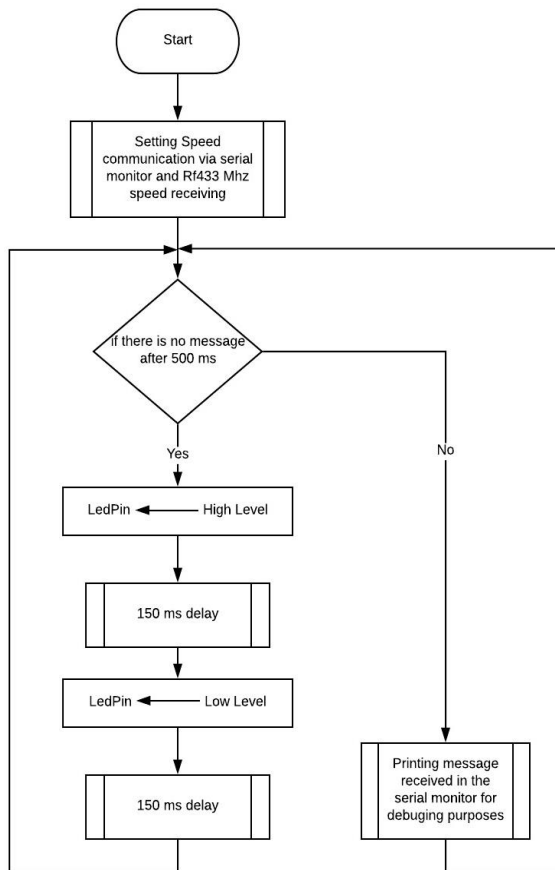 Start
Setting Speed
communication via serial
monitor and Rf433 Mhz
speed receiving
if there is no message
after 500 ms
Yes
No
LedPin High Level
150 ms delay
LedPin Low Level
150 ms delay
Printing message
received in the
serial monitor for
debuging purposes